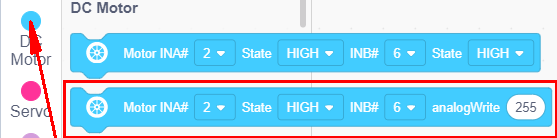 DC Motor
DC
Motor
Servo
Motor INA# 2 State HIGH INB# 6 State HIGH
Motor INA# 2 State HIGH INB# 6 analogWrite 255